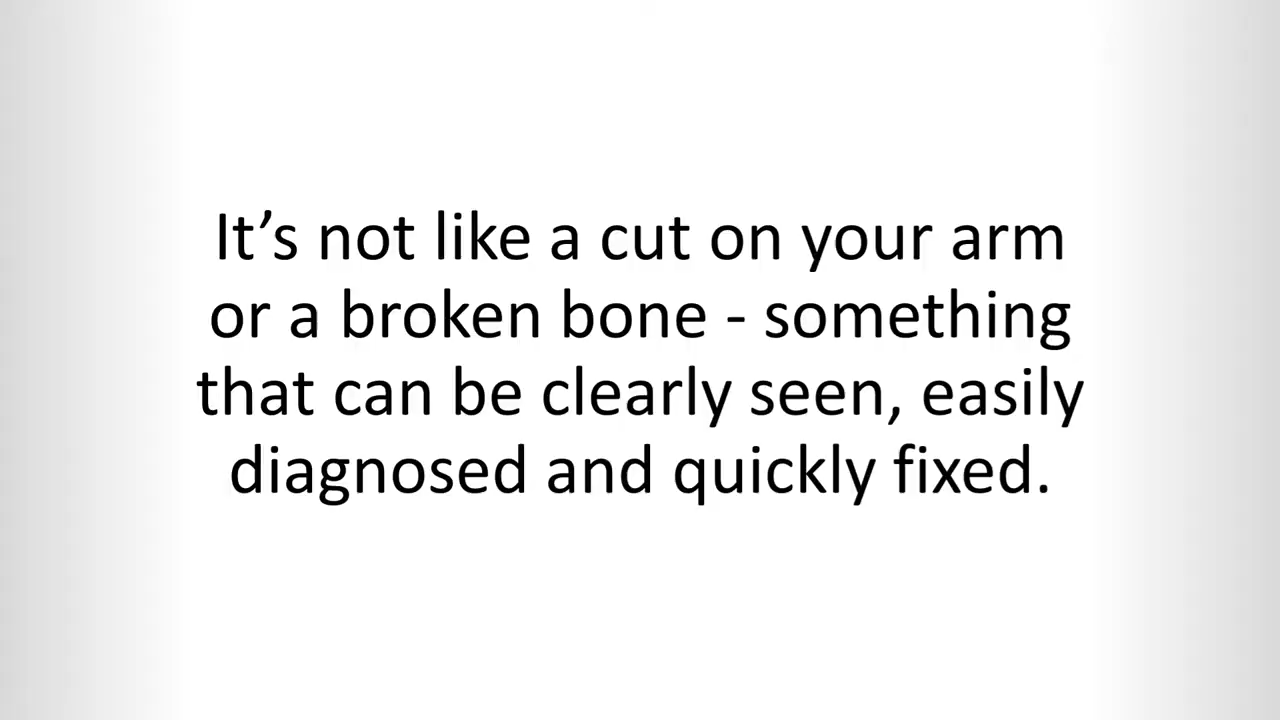 It’s not like a cut on your arm
or a broken bone - something
that can be clearly seen, easily
diagnosed and quickly fixed.